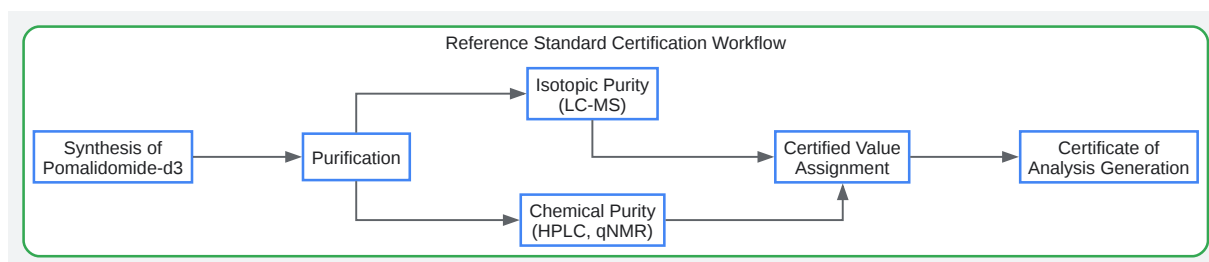 Reference Standard Certification Workflow
Synthesis of
Pomalidomide-d3
Purification
Isotopic Purity
(LC-MS)
Chemical Purity
(HPLC, qNMR)
Certified Value
Assignment
Certificate of
Analysis Generation